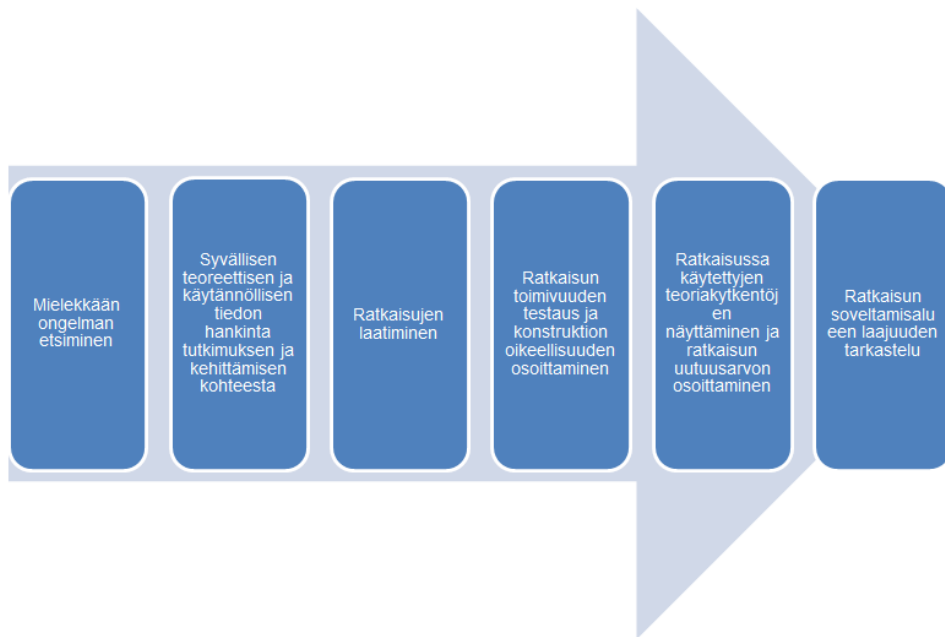 Mielekkään
ongelman
etsiminen
Syvällisen
teoreettisen ja
käytännöllisen
tiedon
hankinta
tutkimuksen ja
kehittämisen
kohteesta
Ratkaisujen
laatiminen
Ratkaisun
toimivuuden
testaus ja
konstruktion
oikeellisuuden
osoittaminen
Ratkaisussa
käytettyjen
teoriakytkentöj
en
näyttäminen ja
ratkaisun
uutuusarvon
osoittaminen
Ratkaisun
soveltamisalu
een laajuuden
tarkastelu